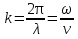 k = 2π/λ = ω/v